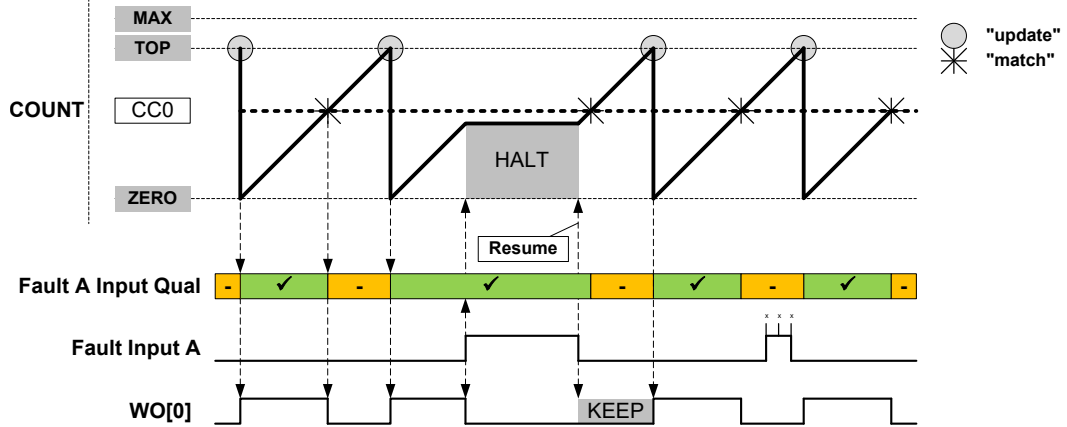 MAX
TOP
"update"
"match"
COUNT
CC0
HALT
ZERO
Resume
Fault A Input Qual
- ✓ - ✓ - ✓ - ✓ -
x x x
Fault Input A
WO[0]
KEEP